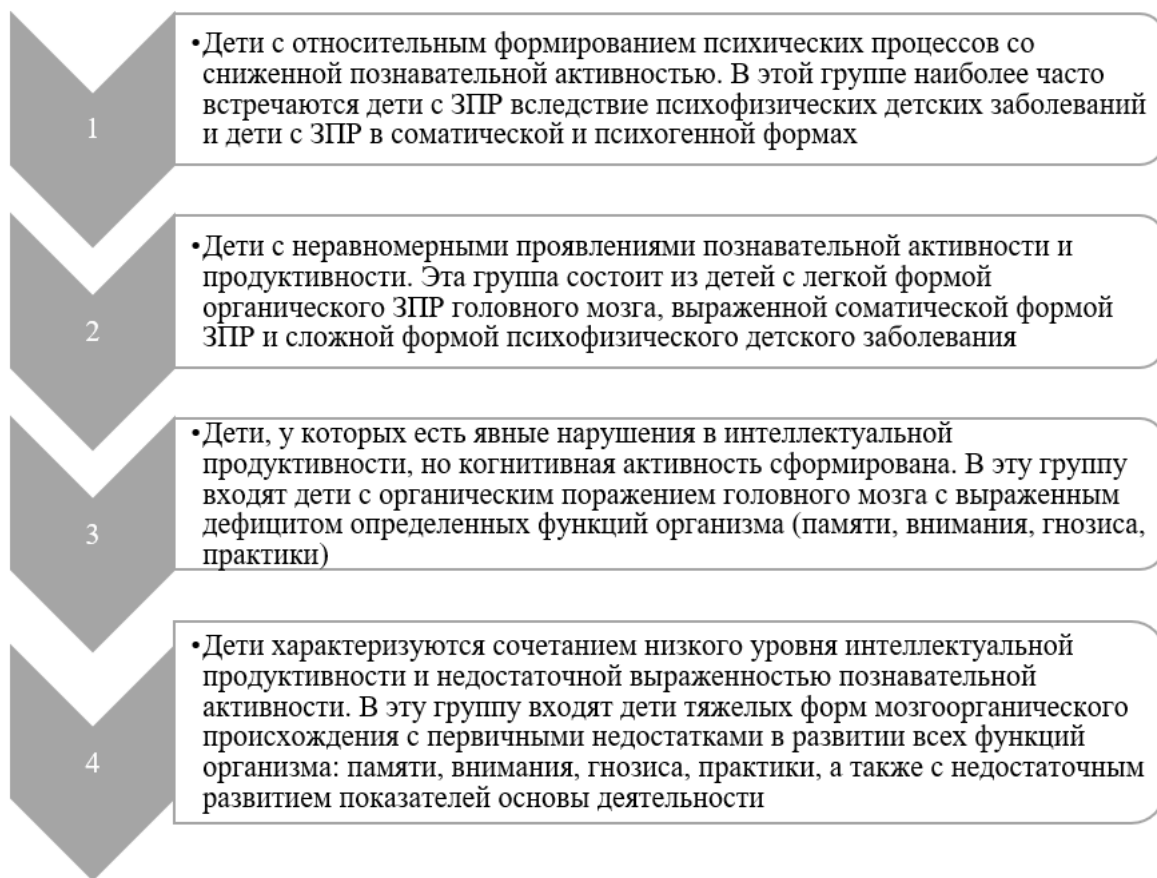 1
•Дети с относительным формированием психических процессов со
сниженной познавательной активностью. В этой группе наиболее часто
встречаются дети с ЗПР вследствие психофизических детских заболеваний
и дети с ЗПР в соматической и психогенной формах
2
•Дети с неравномерными проявлениями познавательной активности и
продуктивности. Эта группа состоит из детей с легкой формой
органического ЗПР головного мозга, выраженной соматической формой
ЗПР и сложной формой психофизического детского заболевания
3
•Дети, у которых есть явные нарушения в интеллектуальной
продуктивности, но когнитивная активность сформирована. В эту группу
входят дети с органическим поражением головного мозга с выраженным
дефицитом определенных функций организма (памяти, внимания, гнозиса,
практики)
4
•Дети характеризуются сочетанием низкого уровня интеллектуальной
продуктивности и недостаточной выраженностью познавательной
активности. В эту группу входят дети тяжелых форм мозгоорганического
происхождения с первичными недостатками в развитии всех функций
организма: памяти, внимания, гнозиса, практики, а также с недостаточным
развитием показателей основы деятельности